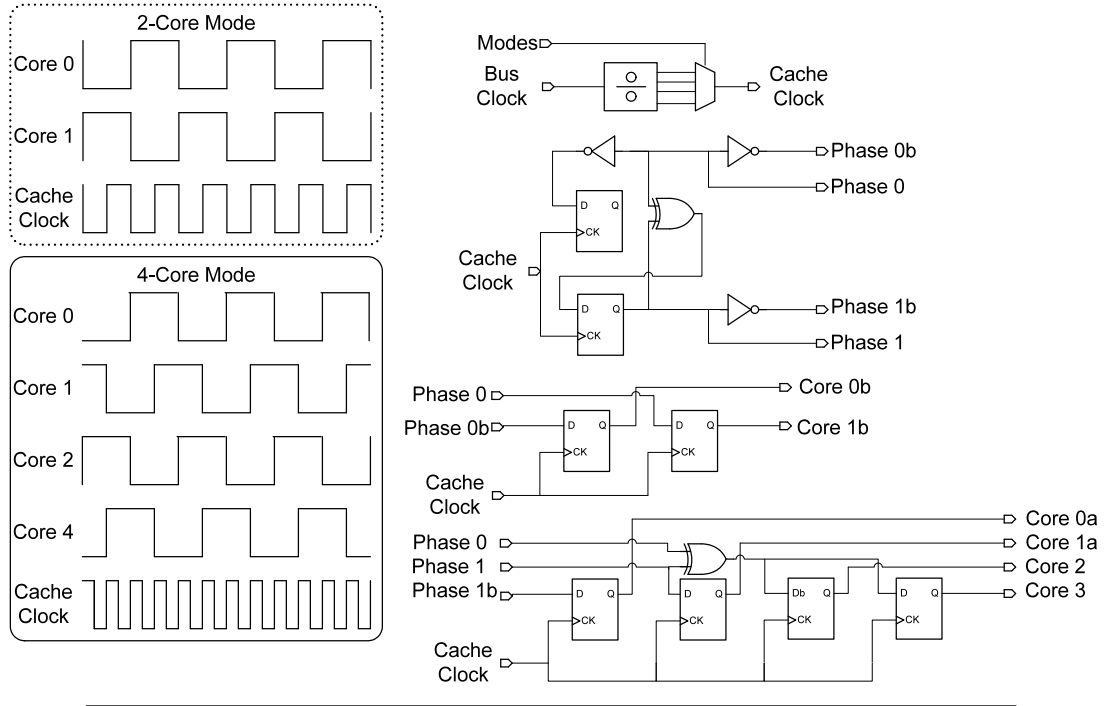 2-Core Mode
Core 0
Core 1
Cache
Clock
4-Core Mode
Core 0
Core 1
Core 2
Core 4
Cache
Clock
Modes
Bus
Clock
Cache
Clock
Phase 0b
Phase 0
D Q
CK
Cache
Clock
D Q
CK
Phase 1b
Phase 1
Phase 0
Core 0b
Phase 0b
D Q
CK
D Q
CK
Core 1b
Cache
Clock
Core 0a
Phase 0
Core 1a
Phase 1
Core 2
Phase 1b
D Q
CK
D Q
CK
Db Q
CK
D Q
CK
Core 3
Cache
Clock